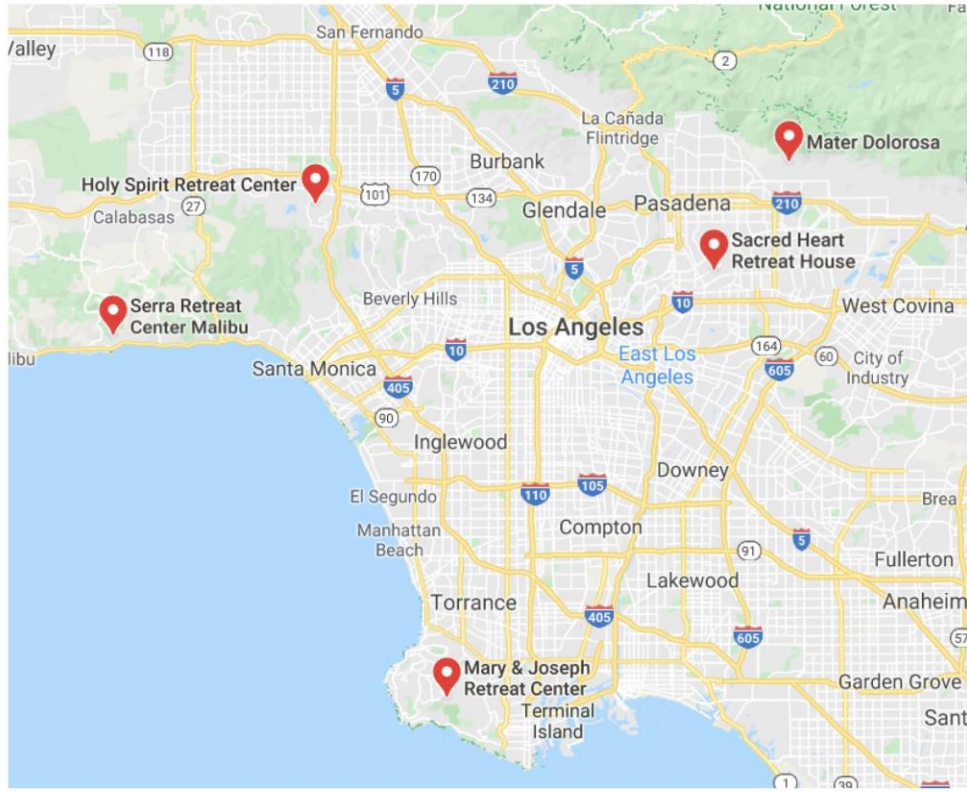 National Forest
Fa
Valley
San Fernando
118
2
5
210
La Cañada
Flintridge
Mater Dolorosa
Burbank
170
Holy Spirit Retreat Center
101
134
Glendale
Pasadena
210
Calabasas
27
Sacred Heart
Retreat House
5
Beverly Hills
10
West Covina
Serra Retreat
Center Malibu
Los Angeles
libu
Santa Monica
10
East Los
Angeles
164
60
City of
Industry
605
405
90
Inglewood
Downey
El Segundo
110
105
Brea
Manhattan
Beach
Compton
5
91
Fullerton
Lakewood
Torrance
Anaheim
405
605
57
Mary & Joseph
Retreat Center
Garden Grove
Terminal
Island
Sant
1
39